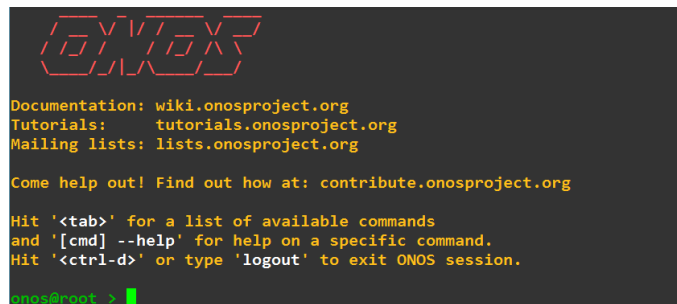 ONOS
Documentation: wiki.onosproject.org
Tutorials: tutorials.onosproject.org
Mailing lists: lists.onosproject.org
Come help out! Find out how at: contribute.onosproject.org
Hit '<tab>' for a list of available commands
and '[cmd] --help' for help on a specific command.
Hit '<ctrl-d>' or type 'logout' to exit ONOS session.
onos@root >